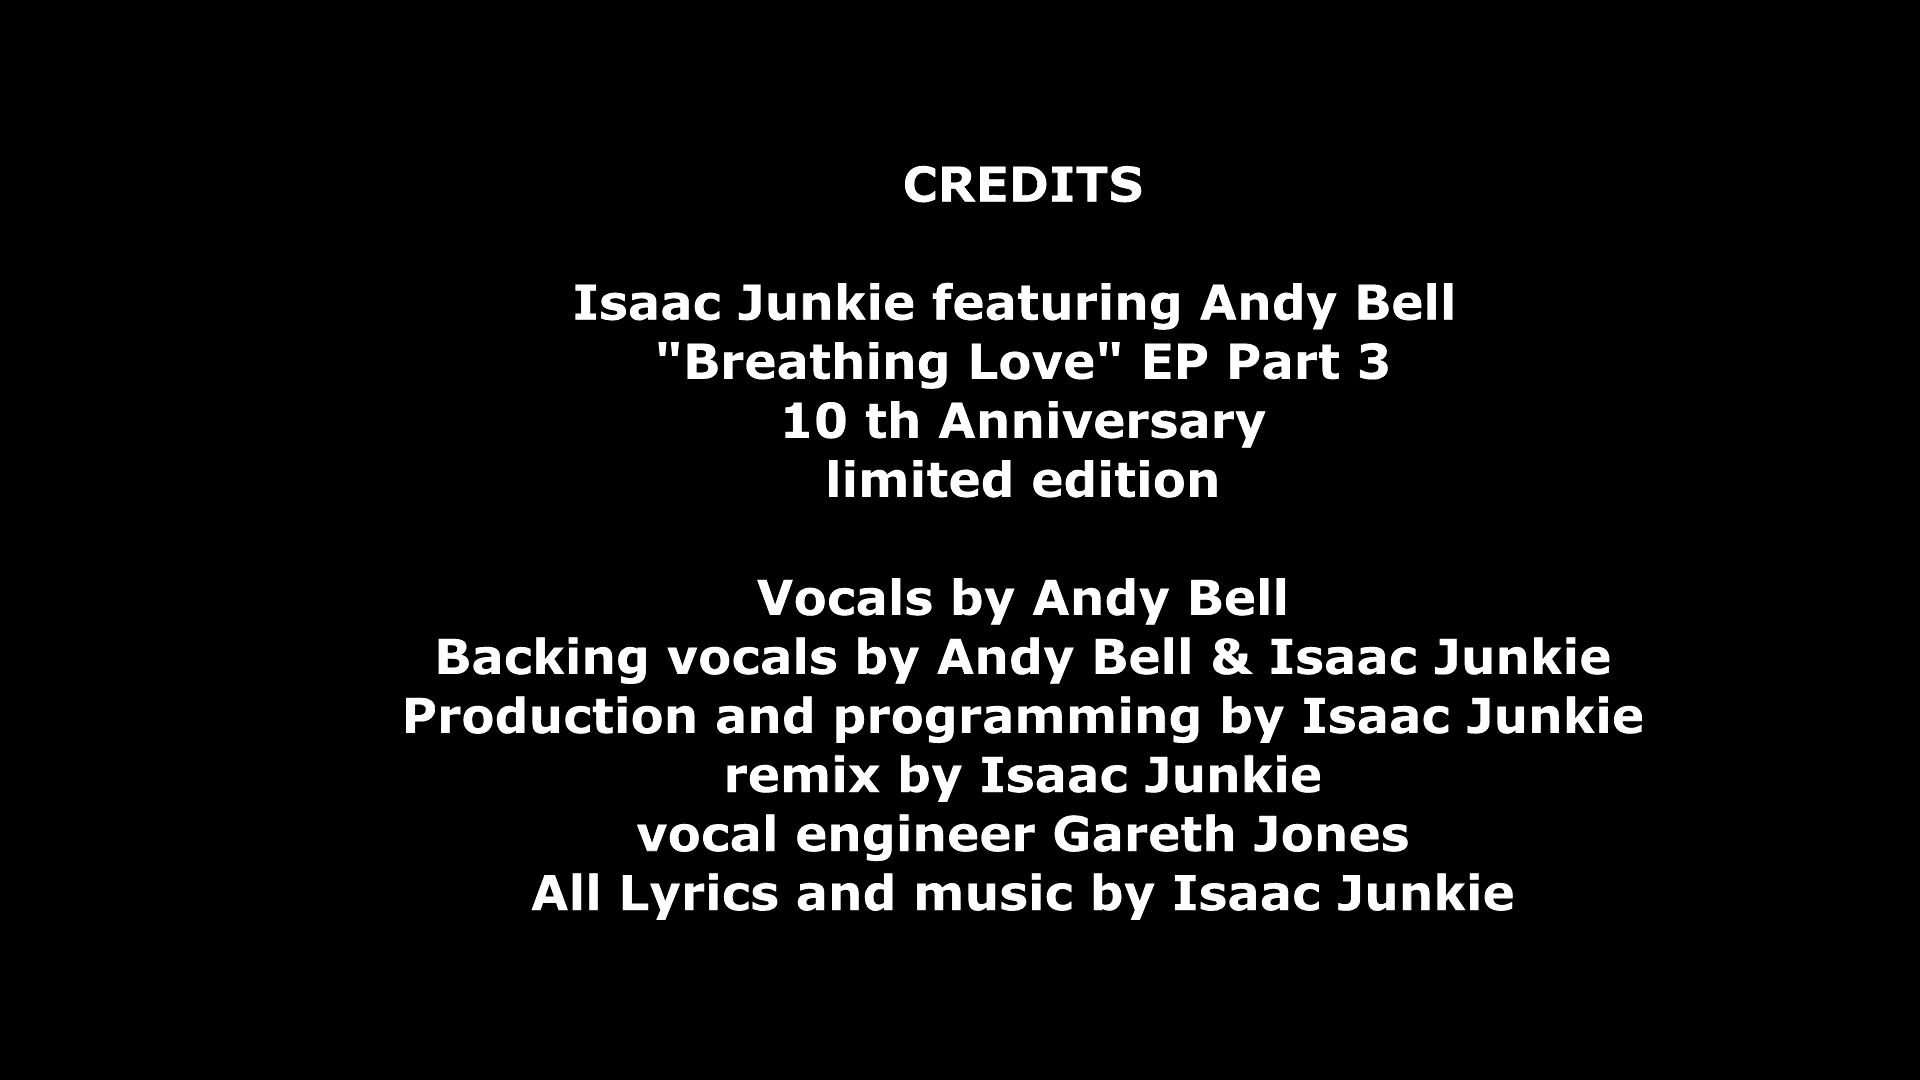 CREDITS
Isaac Junkie featuring Andy Bell
"Breathing Love" EP Part 3
10 th Anniversary
limited edition
Vocals by Andy Bell
Backing vocals by Andy Bell & Isaac Junkie
Production and programming by Isaac Junkie
remix by Isaac Junkie
vocal engineer Gareth Jones
All Lyrics and music by Isaac Junkie